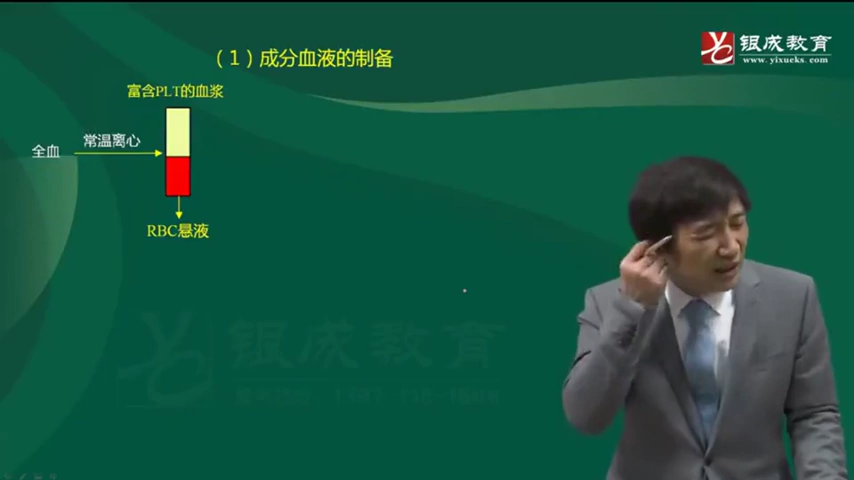 （1）成分血液的制备
银成教育
www.yixueks.com
富含PLT的血浆
全血
常温离心
RBC悬液
银成教育